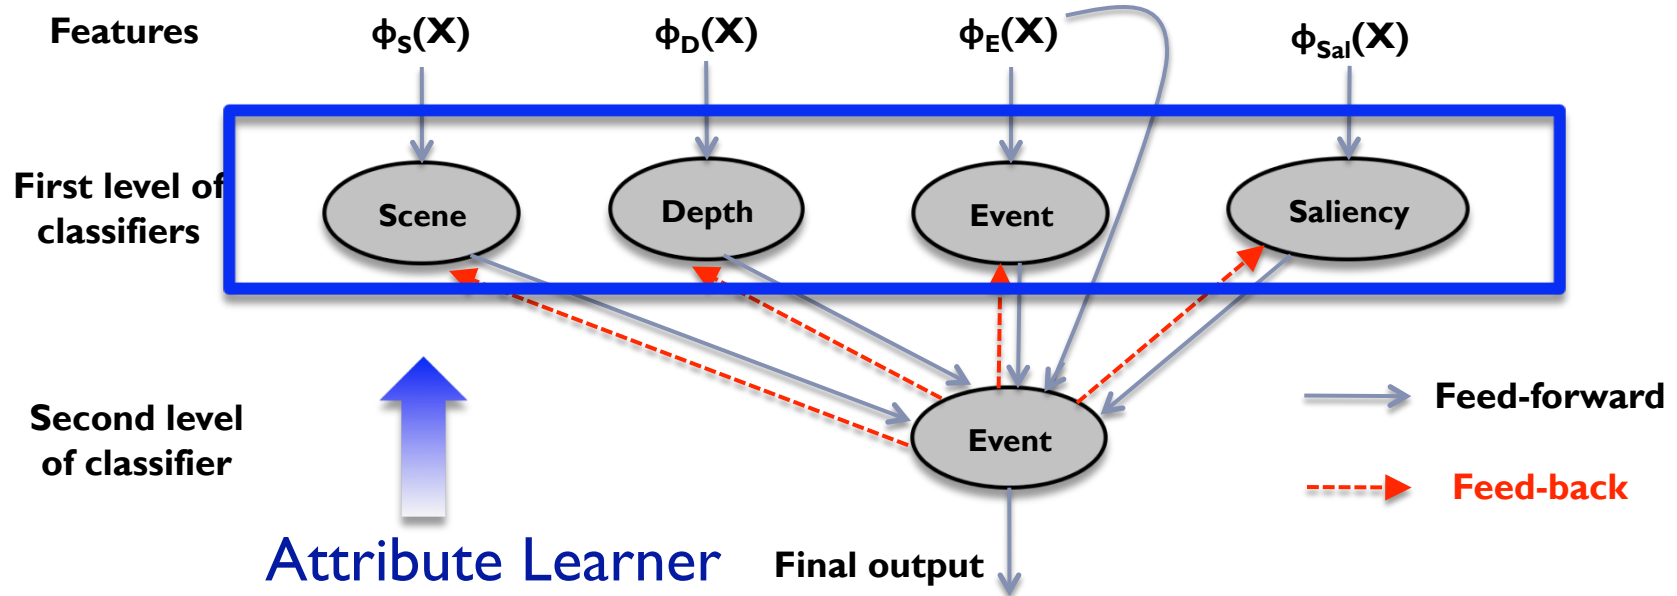 Features
ϕS(X)
ϕD(X)
ϕE(X)
ϕSal(X)
First level of
classifiers
Scene
Depth
Event
Saliency
Second level
of classifier
Event
Feed-forward
Feed-back
Attribute Learner
Final output